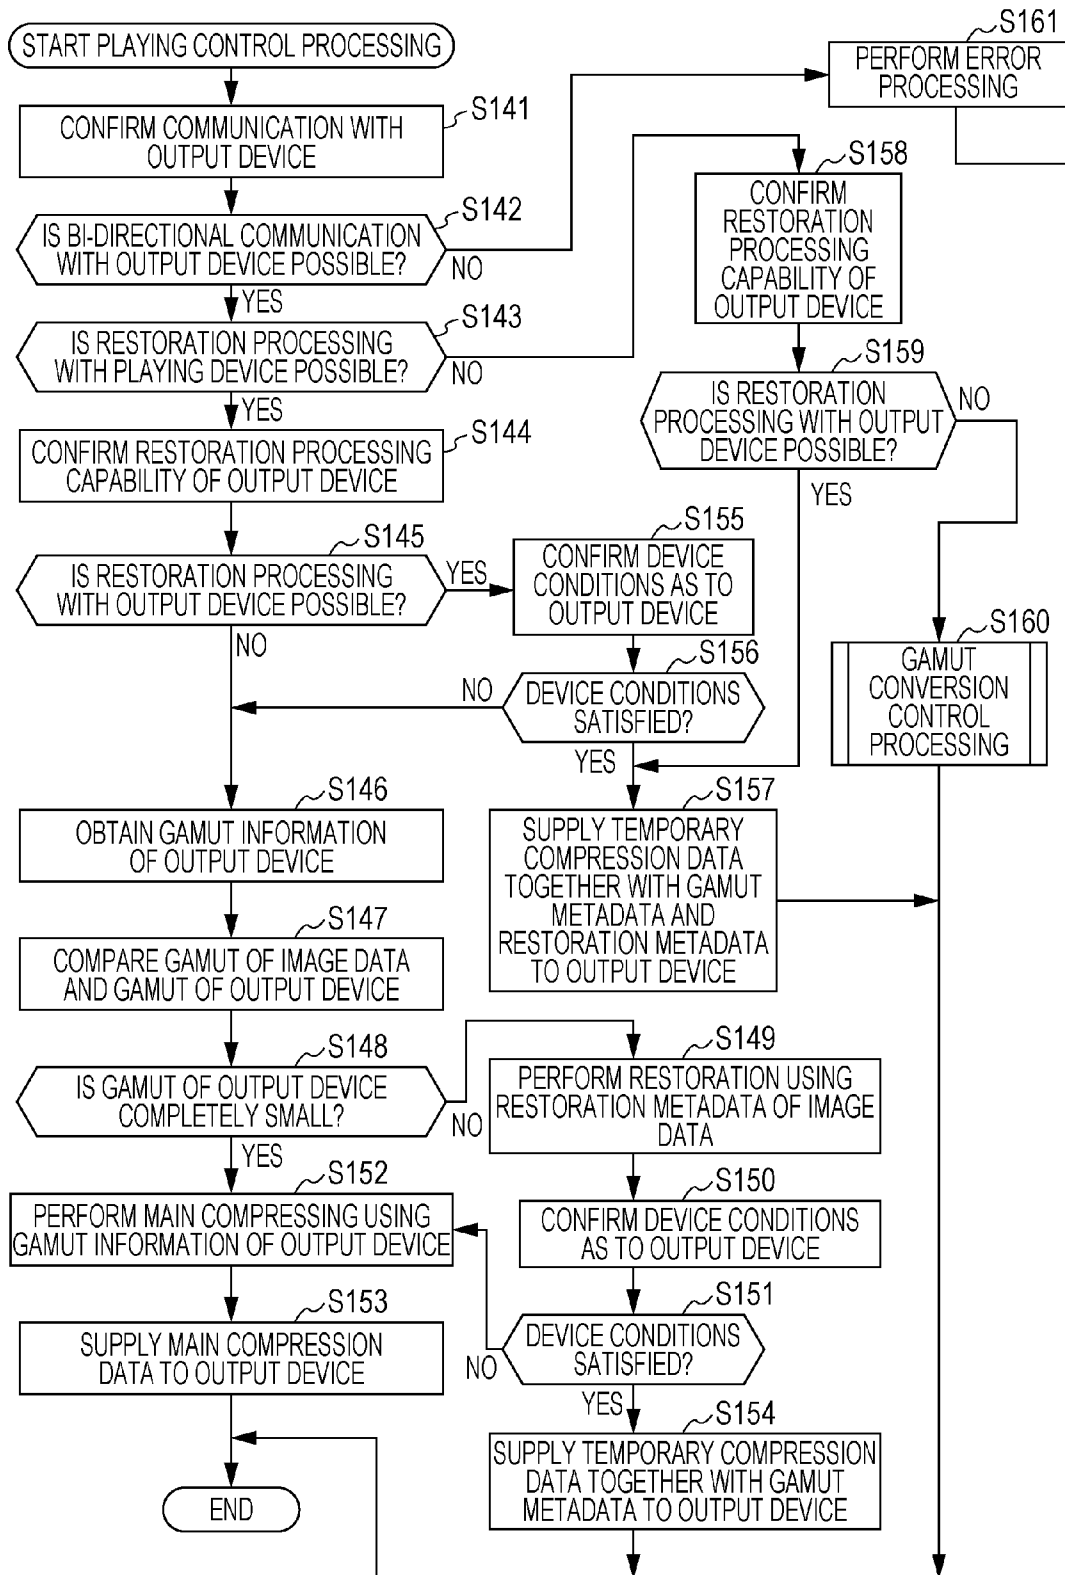 START PLAYING CONTROL PROCESSING
S141
CONFIRM COMMUNICATION WITH
OUTPUT DEVICE
S142
IS BI-DIRECTIONAL COMMUNICATION
WITH OUTPUT DEVICE POSSIBLE?
NO
YES
S143
IS RESTORATION PROCESSING
WITH PLAYING DEVICE POSSIBLE?
NO
YES
S144
CONFIRM RESTORATION PROCESSING
CAPABILITY OF OUTPUT DEVICE
S145
IS RESTORATION PROCESSING
WITH OUTPUT DEVICE POSSIBLE?
YES
NO
S155
CONFIRM DEVICE
CONDITIONS AS TO
OUTPUT DEVICE
S156
DEVICE CONDITIONS
SATISFIED?
NO
YES
S161
PERFORM ERROR
PROCESSING
S158
CONFIRM
RESTORATION
PROCESSING
CAPABILITY OF
OUTPUT DEVICE
S159
IS RESTORATION
PROCESSING WITH OUTPUT
DEVICE POSSIBLE?
NO
YES
S160
GAMUT
CONVERSION
CONTROL
PROCESSING
S146
OBTAIN GAMUT INFORMATION
OF OUTPUT DEVICE
S157
SUPPLY TEMPORARY
COMPRESSION DATA
TOGETHER WITH GAMUT
METADATA AND
RESTORATION METADATA
TO OUTPUT DEVICE
S147
COMPARE GAMUT OF IMAGE DATA
AND GAMUT OF OUTPUT DEVICE
S148
IS GAMUT OF OUTPUT DEVICE
COMPLETELY SMALL?
NO
YES
S149
PERFORM RESTORATION USING
RESTORATION METADATA OF IMAGE
DATA
S150
CONFIRM DEVICE CONDITIONS
AS TO OUTPUT DEVICE
S151
DEVICE CONDITIONS
SATISFIED?
NO
YES
S152
PERFORM MAIN COMPRESSING USING
GAMUT INFORMATION OF OUTPUT DEVICE
S153
SUPPLY MAIN COMPRESSION
DATA TO OUTPUT DEVICE
S154
SUPPLY TEMPORARY COMPRESSION
DATA TOGETHER WITH GAMUT
METADATA TO OUTPUT DEVICE
END